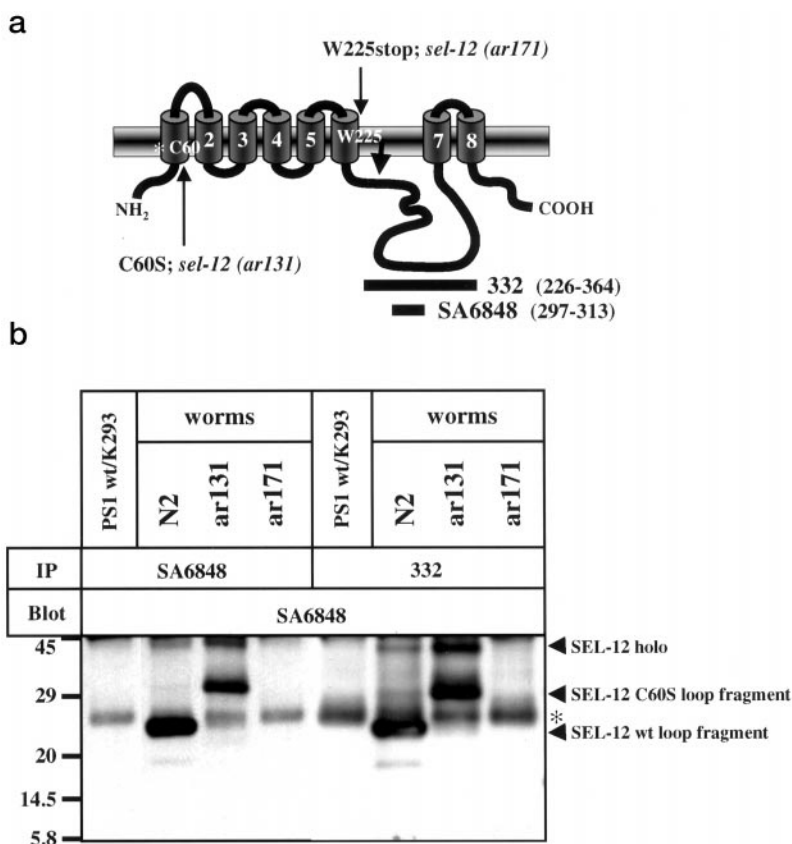 a
W225stop; sel-12 (ar171)
* C60 2 3 4 5 W225 7 8
NH2
COOH
C60S; sel-12 (ar131)
332 (226-364)
SA6848 (297-313)
b
PS1 wt/K293
worms
N2
ar131
ar171
PS1 wt/K293
worms
N2
ar131
ar171
IP SA6848 332
Blot SA6848
45
SEL-12 holo
29
SEL-12 C60S loop fragment
*
SEL-12 wt loop fragment
20
14.5
5.8